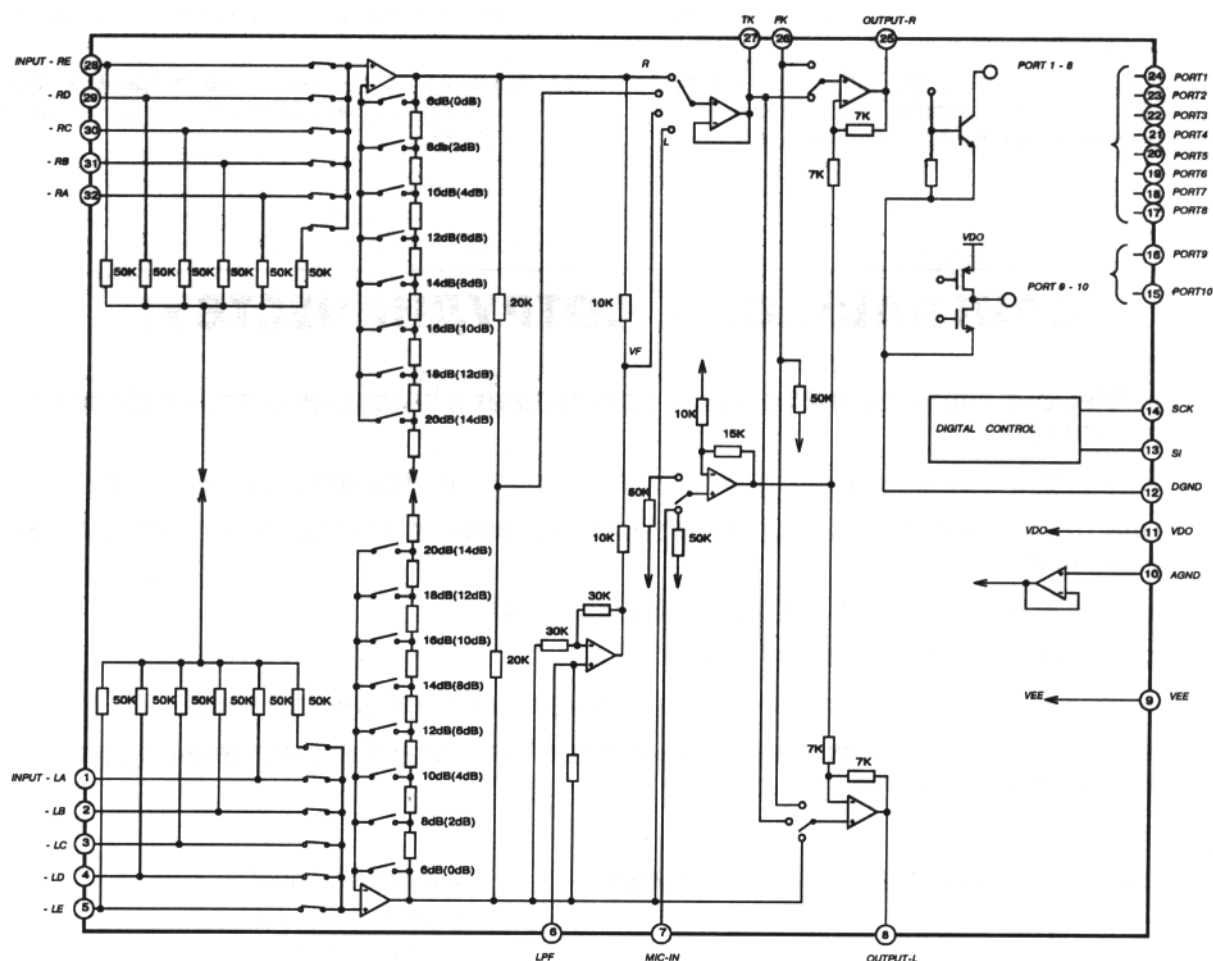 TK
FK
OUTPUT-R
27
26
25
INPUT - RE
28
- RD
29
- RC
30
- RB
31
- RA
32
50K
50K
50K
50K
50K
50K
6dB(0dB)
8db(2dB)
10dB(4dB)
12dB(6dB)
14dB(8dB)
16dB(10dB)
18dB(12dB)
20dB(14dB)
20K
10K
R
L
VF
7K
7K
PORT 1 - 8
24 PORT1
23 PORT2
22 PORT3
21 PORT4
20 PORT5
19 PORT6
18 PORT7
17 PORT8
VDO
PORT 9 - 10
16 PORT9
15 PORT10
10K
15K
50K
50K
50K
DIGITAL CONTROL
14 SCK
13 SI
12 DGND
VDO
11 VDO
10 AGND
VEE
9 VEE
20dB(14dB)
18dB(12dB)
16dB(10dB)
14dB(8dB)
12dB(6dB)
10dB(4dB)
8dB(2dB)
6dB(0dB)
20K
10K
30K
30K
7K
7K
50K
50K
50K
50K
50K
50K
INPUT - LA
1
- LB
2
- LC
3
- LD
4
- LE
5
6
7
8
LPF
MIC-IN
OUTPUT-L